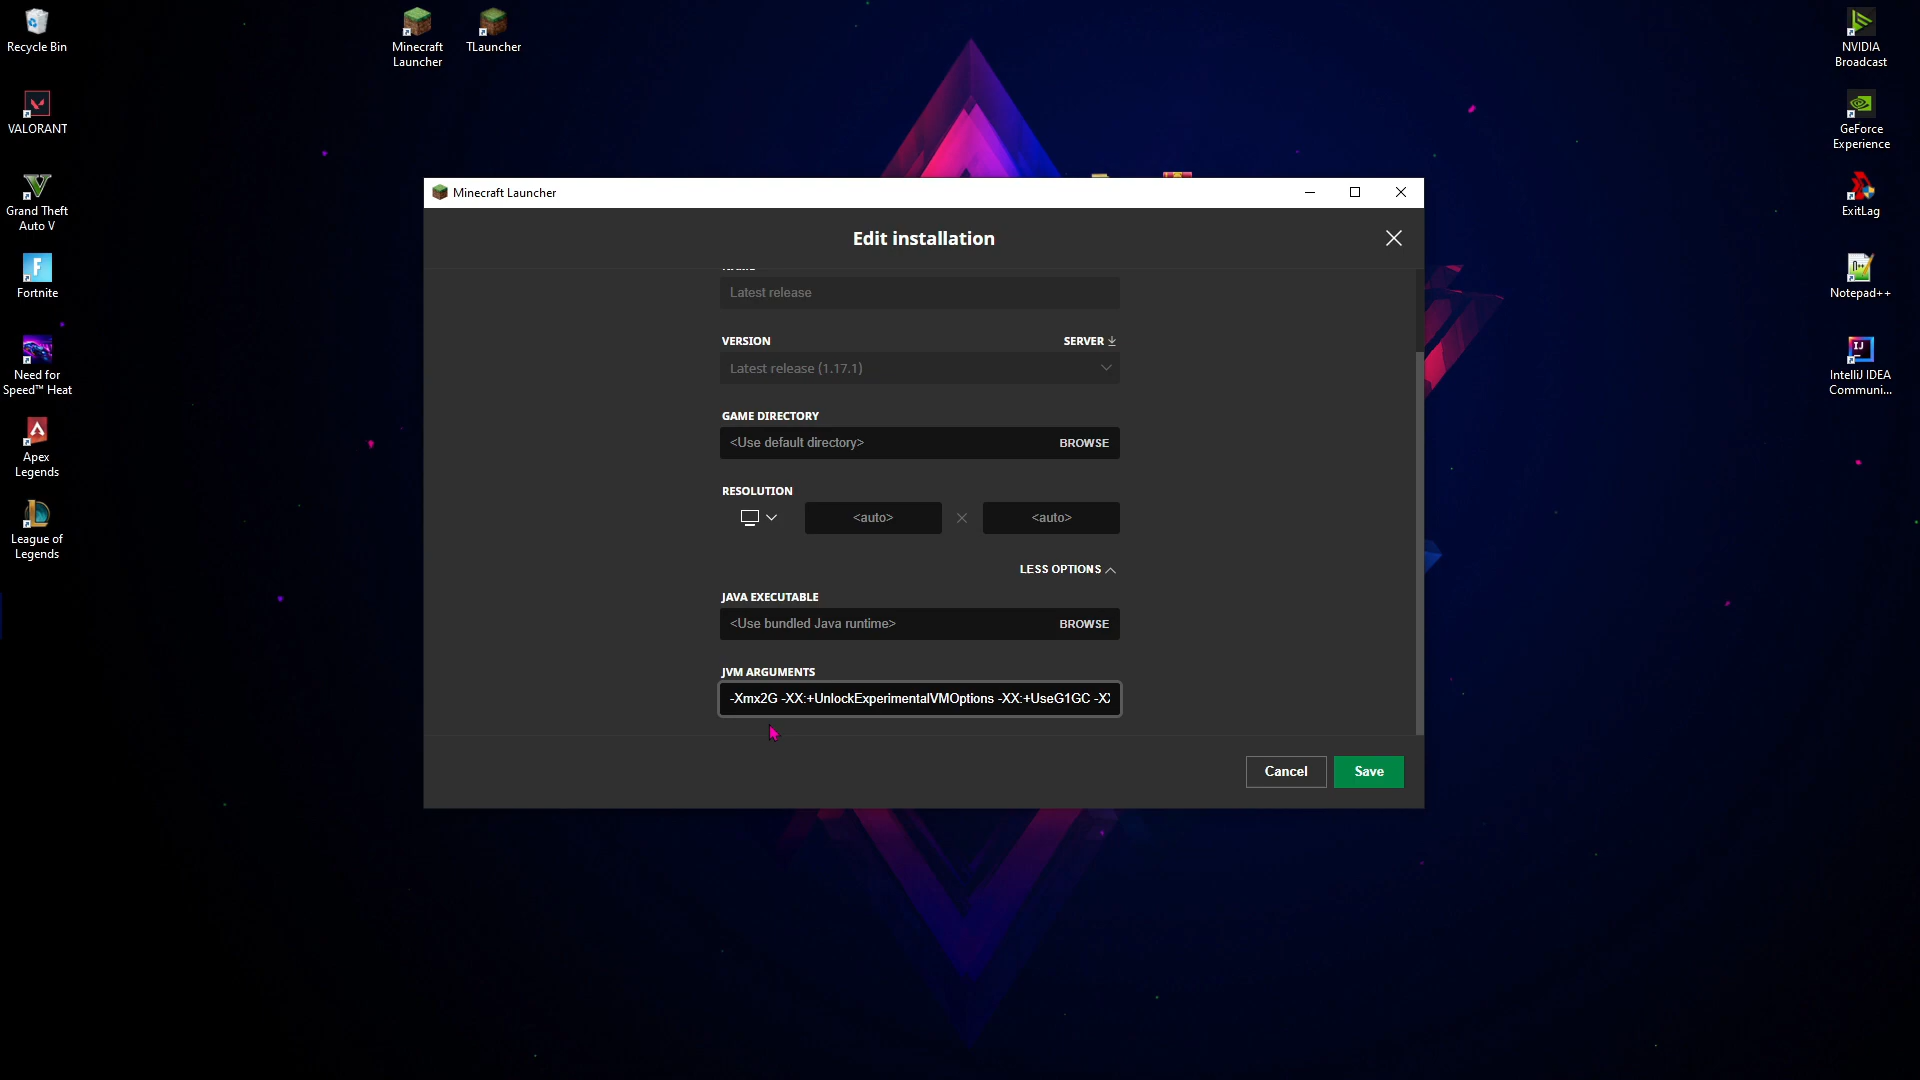 Recycle Bin
VALORANT
Grand Theft
Auto V
Fortnite
Need for
Speed™ Heat
Apex
Legends
League of
Legends
Minecraft
Launcher
TLauncher
Minecraft Launcher
Edit installation
Latest release
VERSION
SERVER
Latest release (1.17.1)
GAME DIRECTORY
<Use default directory>
BROWSE
RESOLUTION
<auto>
<auto>
LESS OPTIONS
JAVA EXECUTABLE
<Use bundled Java runtime>
BROWSE
JVM ARGUMENTS
-Xmx2G -XX:+UnlockExperimentalVMOptions -XX:+UseG1GC -X
Cancel
Save
NVIDIA
Broadcast
GeForce
Experience
ExitLag
Notepad++
IntelliJ IDEA
Communi...